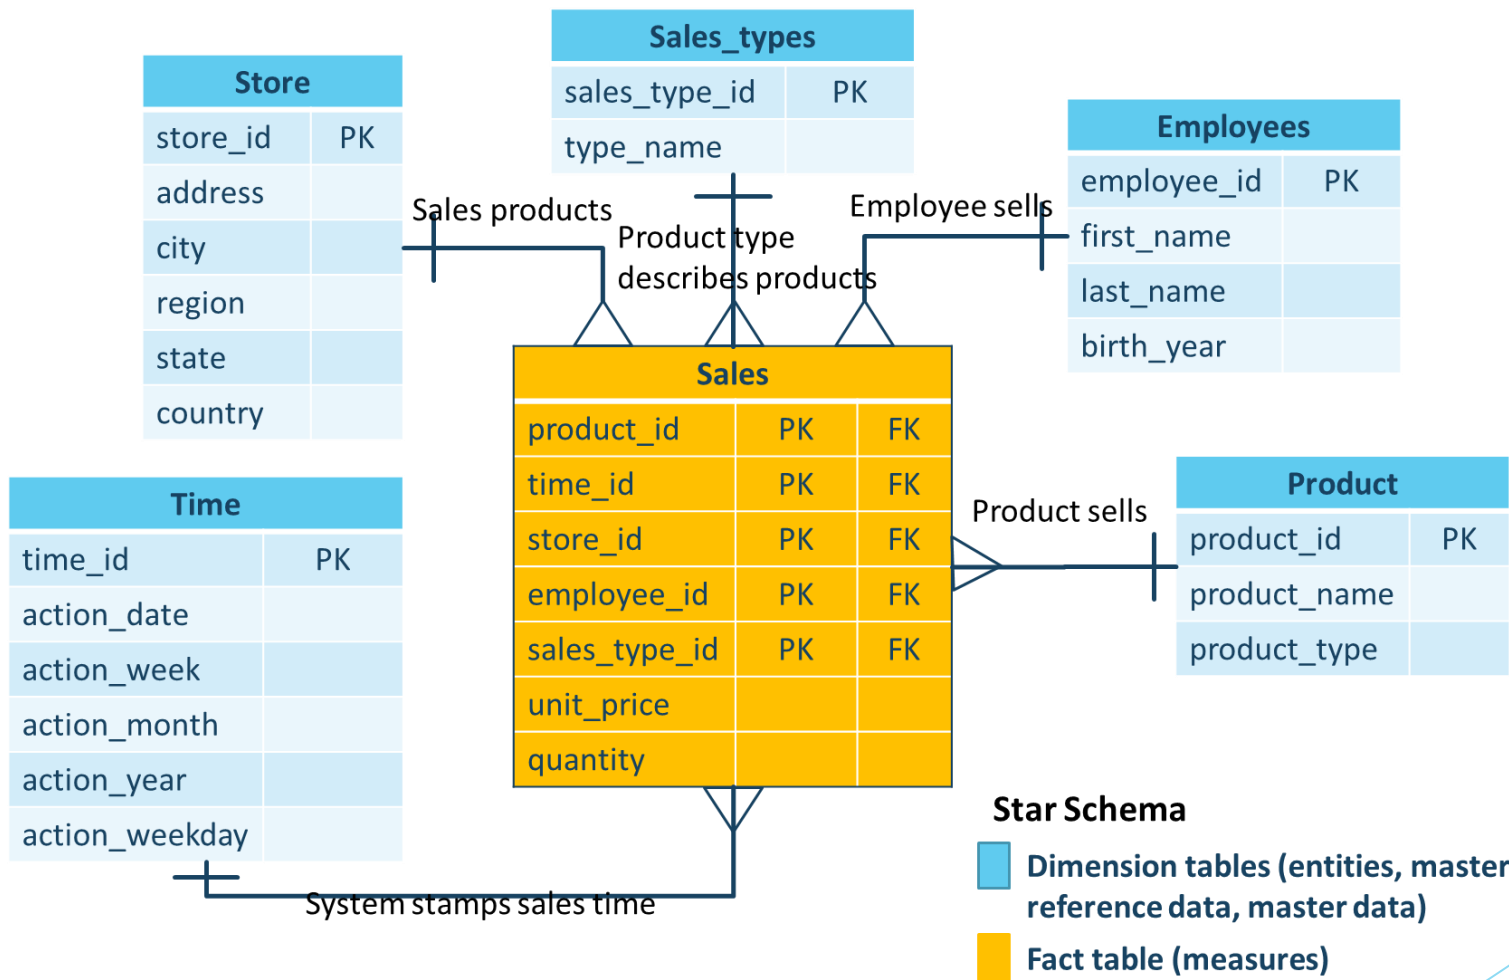 Store
store_id PK
address
city
region
state
country
Sales_types
sales_type_id PK
type_name
Employees
employee_id PK
first_name
last_name
birth_year
Sales products
Product type
describes products
Employee sells
Sales
product_id PK FK
time_id PK FK
store_id PK FK
employee_id PK FK
sales_type_id PK FK
unit_price
quantity
Time
time_id PK
action_date
action_week
action_month
action_year
action_weekday
Product sells
Product
product_id PK
product_name
product_type
System stamps sales time
Star Schema
Dimension tables (entities, master
reference data, master data)
Fact table (measures)